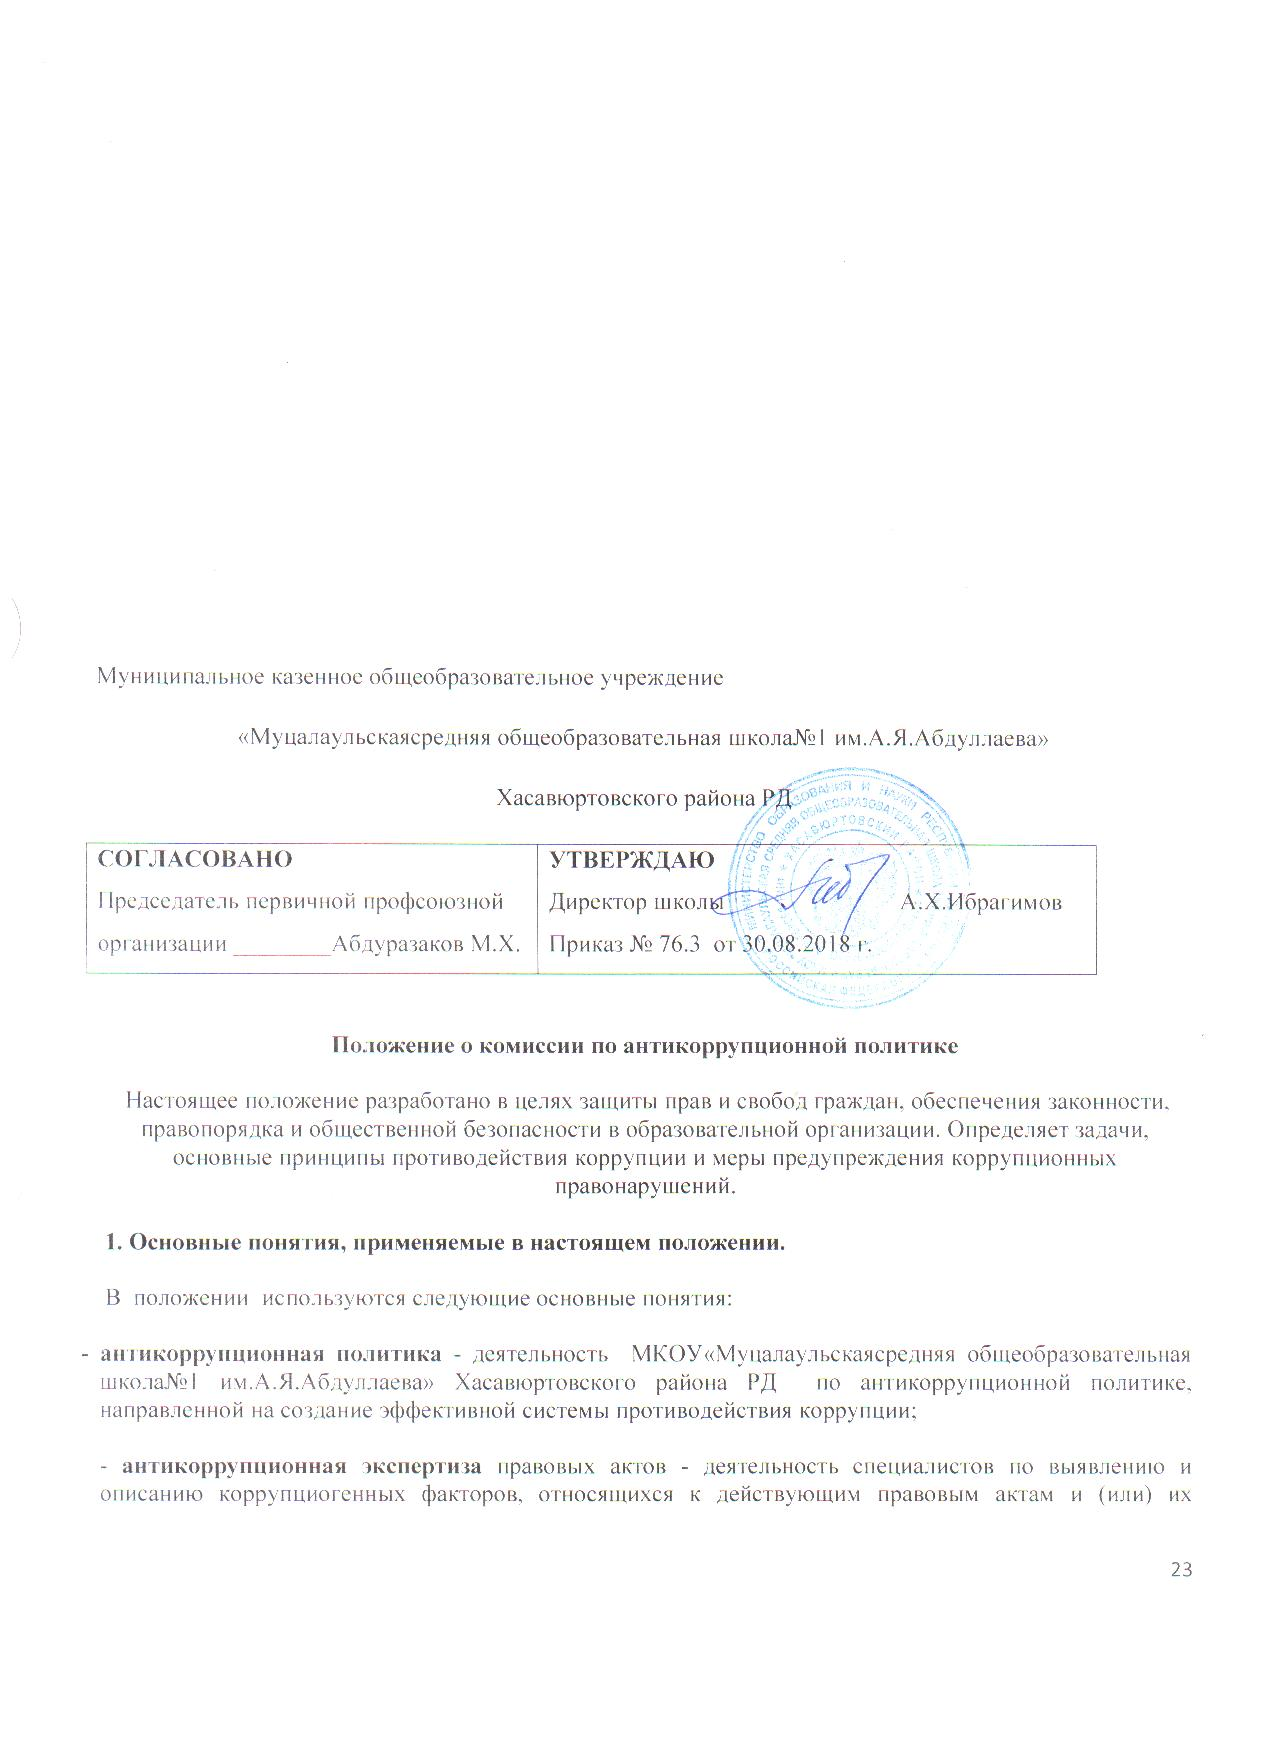 Муниципальное казенное общеобразовательное учреждение
«Муцалаульскаясредняя общеобразовательная школа№1 им.А.Я.Абдуллаева»
Хасавюртовского района РД
СОГЛАСОВАНО
Председатель первичной профсоюзной
организации ________Абдуразаков М.Х.
УТВЕРЖДАЮ
Директор школы А.Х.Ибрагимов
Приказ № 76.3 от 30.08.2018 г.
Положение о комиссии по антикоррупционной политике
Настоящее положение разработано в целях защиты прав и свобод граждан, обеспечения законности,
правопорядка и общественной безопасности в образовательной организации. Определяет задачи,
основные принципы противодействия коррупции и меры предупреждения коррупционных
правонарушений.
1. Основные понятия, применяемые в настоящем положении.
В положении используются следующие основные понятия:
- антикоррупционная политика - деятельность МКОУ«Муцалаульскаясредняя общеобразовательная
школа№1 им.А.Я.Абдуллаева» Хасавюртовского района РД по антикоррупционной политике,
направленной на создание эффективной системы противодействия коррупции;
- антикоррупционная экспертиза правовых актов - деятельность специалистов по выявлению и
описанию коррупциогенных факторов, относящихся к действующим правовым актам и (или) их
23